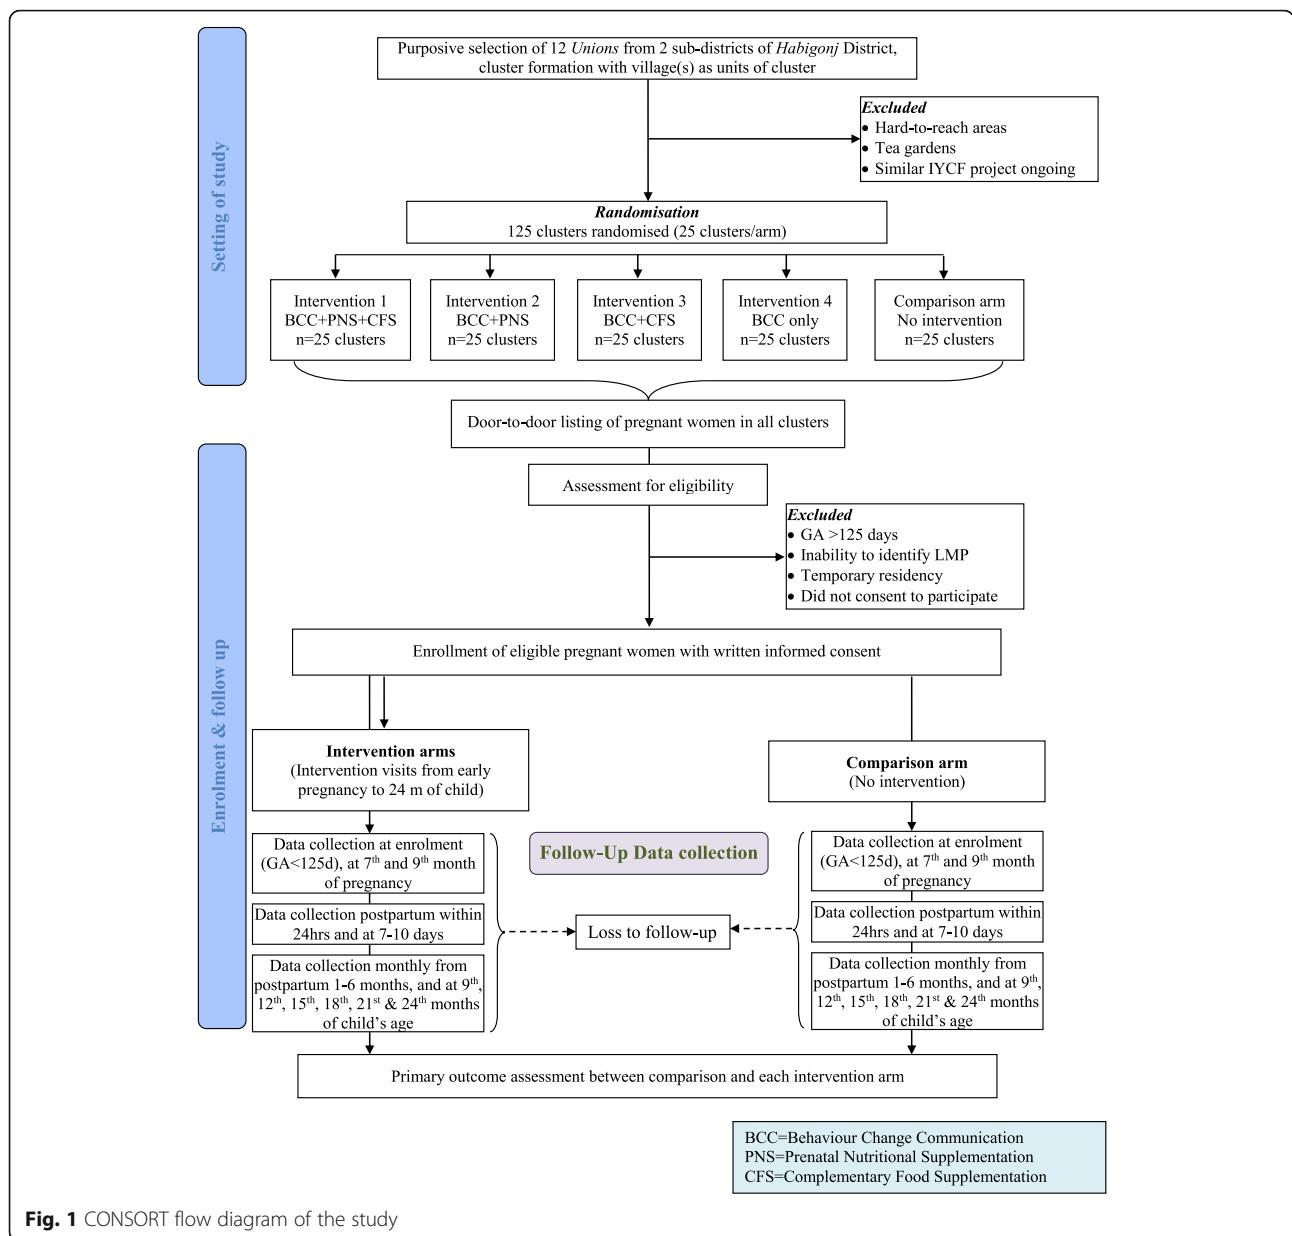 Purposive selection of 12 Unions from 2 sub-districts of Habigonj District,
cluster formation with village(s) as units of cluster
Excluded
• Hard-to-reach areas
• Tea gardens
• Similar IYCF project ongoing
Setting of study
Randomisation
125 clusters randomised (25 clusters/arm)
Intervention 1
BCC+PNS+CFS
n=25 clusters
Intervention 2
BCC+PNS
n=25 clusters
Intervention 3
BCC+CFS
n=25 clusters
Intervention 4
BCC only
n=25 clusters
Comparison arm
No intervention
n=25 clusters
Door-to-door listing of pregnant women in all clusters
Assessment for eligibility
Excluded
• GA >125 days
• Inability to identify LMP
• Temporary residency
• Did not consent to participate
Enrolment & follow up
Enrollment of eligible pregnant women with written informed consent
Intervention arms
(Intervention visits from early
pregnancy to 24 m of child)
Comparison arm
(No intervention)
Data collection at enrolment
(GA<125d), at 7th and 9th month
of pregnancy
Follow-Up Data collection
Data collection at enrolment
(GA<125d), at 7th and 9th month
of pregnancy
Data collection postpartum within
24hrs and at 7-10 days
Loss to follow-up
Data collection postpartum within
24hrs and at 7-10 days
Data collection monthly from
postpartum 1-6 months, and at 9th,
12th, 15th, 18th, 21st & 24th months
of child's age
Data collection monthly from
postpartum 1-6 months, and at 9th,
12th, 15th, 18th, 21st & 24th months
of child's age
Primary outcome assessment between comparison and each intervention arm
BCC=Behaviour Change Communication
PNS=Prenatal Nutritional Supplementation
CFS=Complementary Food Supplementation
Fig. 1 CONSORT flow diagram of the study